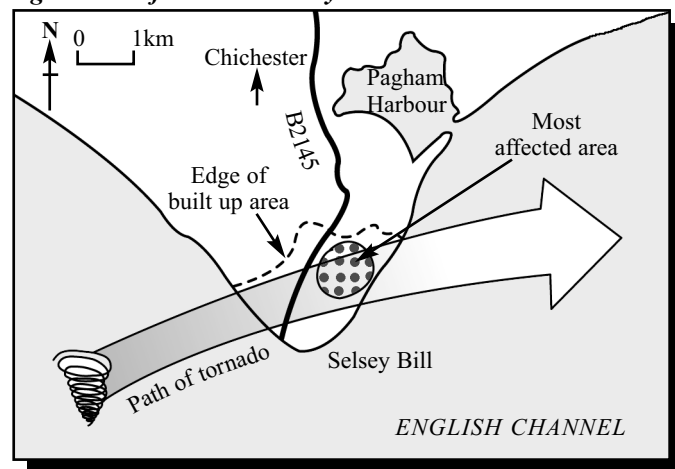 N
0 1km
Chichester
Pagham
Harbour
B2145
Most
affected area
Edge of
built up area
Path of tornado
Selsey Bill
ENGLISH CHANNEL